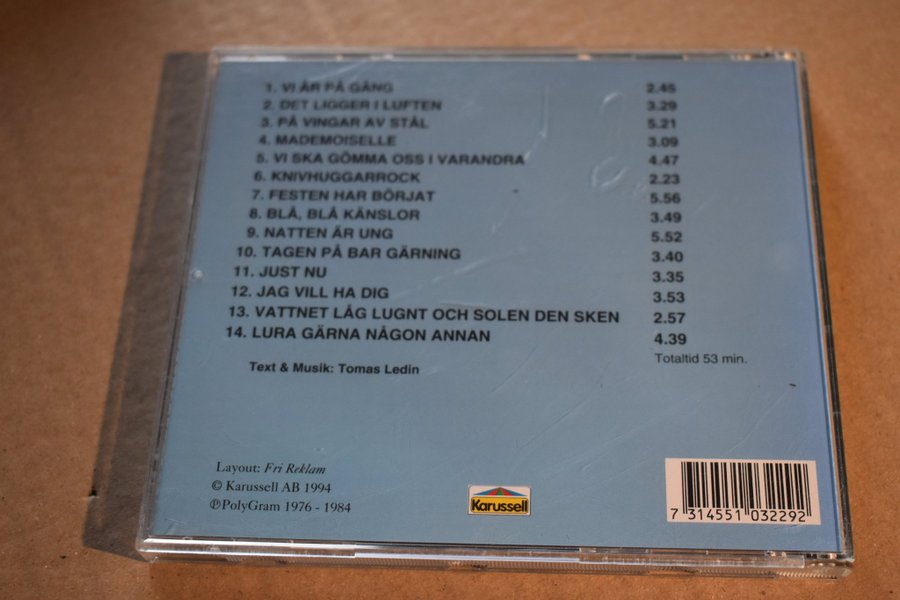 1. VI ÄR PÅ GÅNG 2.45
2. DET LIGGER I LUFTEN 3.29
3. PÅ VINGAR AV STÅL 5.21
4. MADEMOISELLE 3.09
5. VI SKA GÖMMA OSS I VARANDRA 4.47
6. KNIVHUGGARROCK 2.23
7. FESTEN HAR BÖRJAT 5.56
8. BLÅ, BLÅ KÄNSLOR 3.49
9. NATTEN ÄR UNG 5.52
10. TAGEN PÅ BAR GÄRNING 3.40
11. JUST NU 3.35
12. JAG VILL HA DIG 3.53
13. VATTNET LÅG LUGNT OCH SOLEN DEN SKEN 2.57
14. LURA GÄRNA NÅGON ANNAN 4.39
Totaltid 53 min.
Text & Musik: Tomas Ledin
Layout: Fri Reklam
© Karussell AB 1994
℗PolyGram 1976 - 1984
Karussell
7 314551 032292